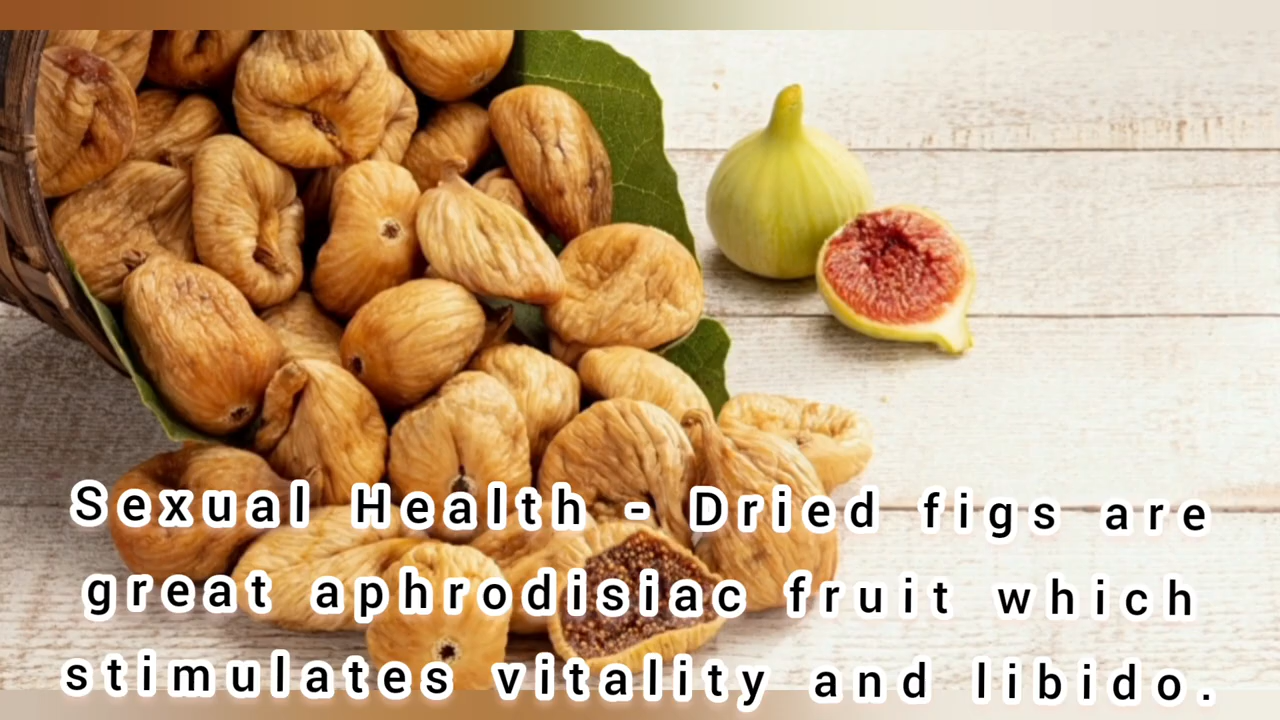 Sexual Health - Dried figs are
great aphrodisiac fruit which
stimulates vitality and libido.